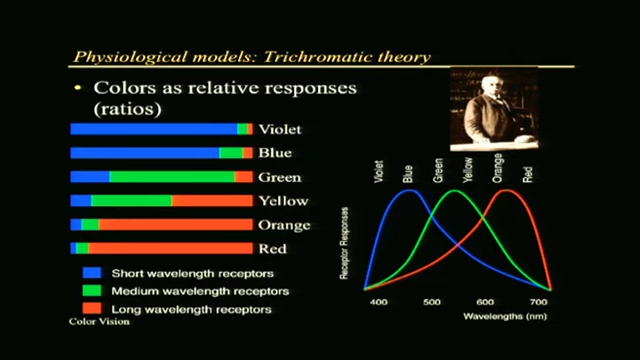 Physiological models: Trichromatic theory
• Colors as relative responses
(ratios)
Violet
Blue
Green
Yellow
Orange
Red
Short wavelength receptors
Medium wavelength receptors
Long wavelength receptors
Color Vision
Violet
Blue
Green
Yellow
Orange
Red
Receptor Responses
400 500 600 700
Wavelengths (nm)